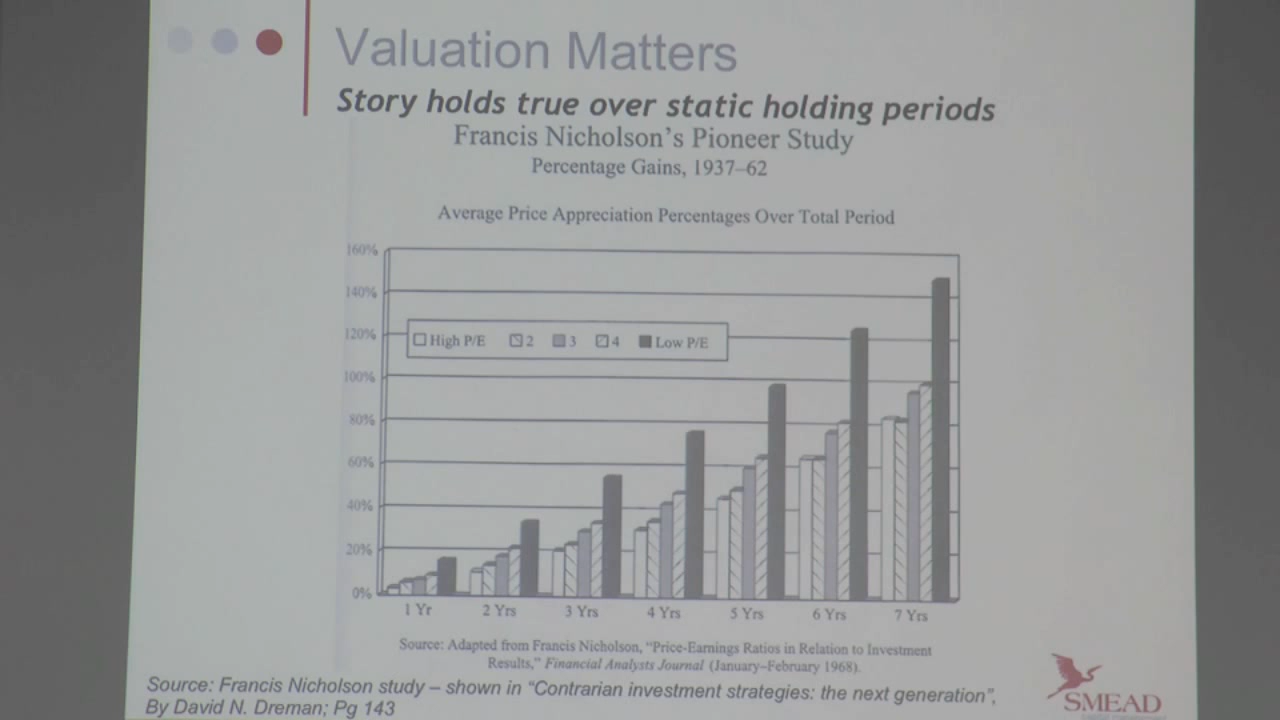 Valuation Matters
Story holds true over static holding periods
Francis Nicholson's Pioneer Study
Percentage Gains, 1937–62
Average Price Appreciation Percentages Over Total Period
160%
140%
120%
100%
80%
60%
40%
20%
0%
High P/E 2 3 4 Low P/E
1 Yr 2 Yrs 3 Yrs 4 Yrs 5 Yrs 6 Yrs 7 Yrs
Source: Adapted from Francis Nicholson, "Price-Earnings Ratios in Relation to Investment
Results," Financial Analysts Journal (January–February 1968).
Source: Francis Nicholson study – shown in "Contrarian investment strategies: the next generation",
By David N. Dreman; Pg 143
SMEAD